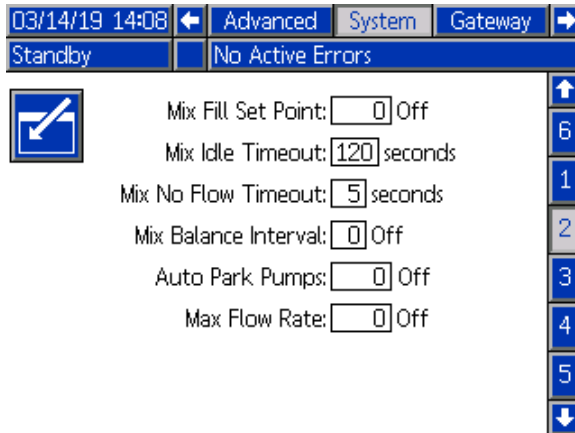 03/14/19 14:08 Advanced System Gateway
Standby No Active Errors
Mix Fill Set Point: 0 Off
Mix Idle Timeout: 120 seconds
Mix No Flow Timeout: 5 seconds
Mix Balance Interval: 0 Off
Auto Park Pumps: 0 Off
Max Flow Rate: 0 Off
6
1
2
3
4
5